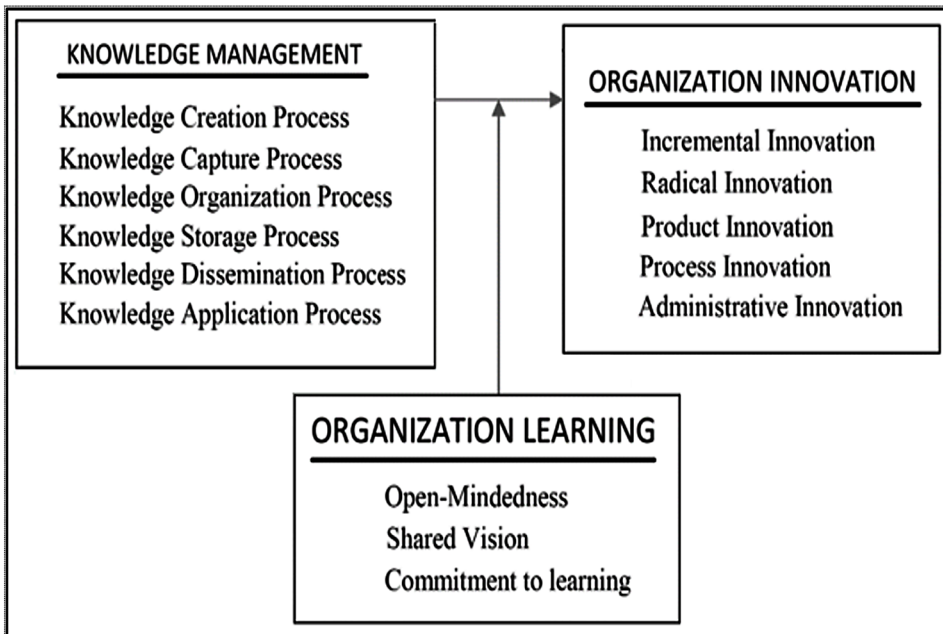 KNOWLEDGE MANAGEMENT
Knowledge Creation Process
Knowledge Capture Process
Knowledge Organization Process
Knowledge Storage Process
Knowledge Dissemination Process
Knowledge Application Process
ORGANIZATION INNOVATION
Incremental Innovation
Radical Innovation
Product Innovation
Process Innovation
Administrative Innovation
ORGANIZATION LEARNING
Open-Mindedness
Shared Vision
Commitment to learning